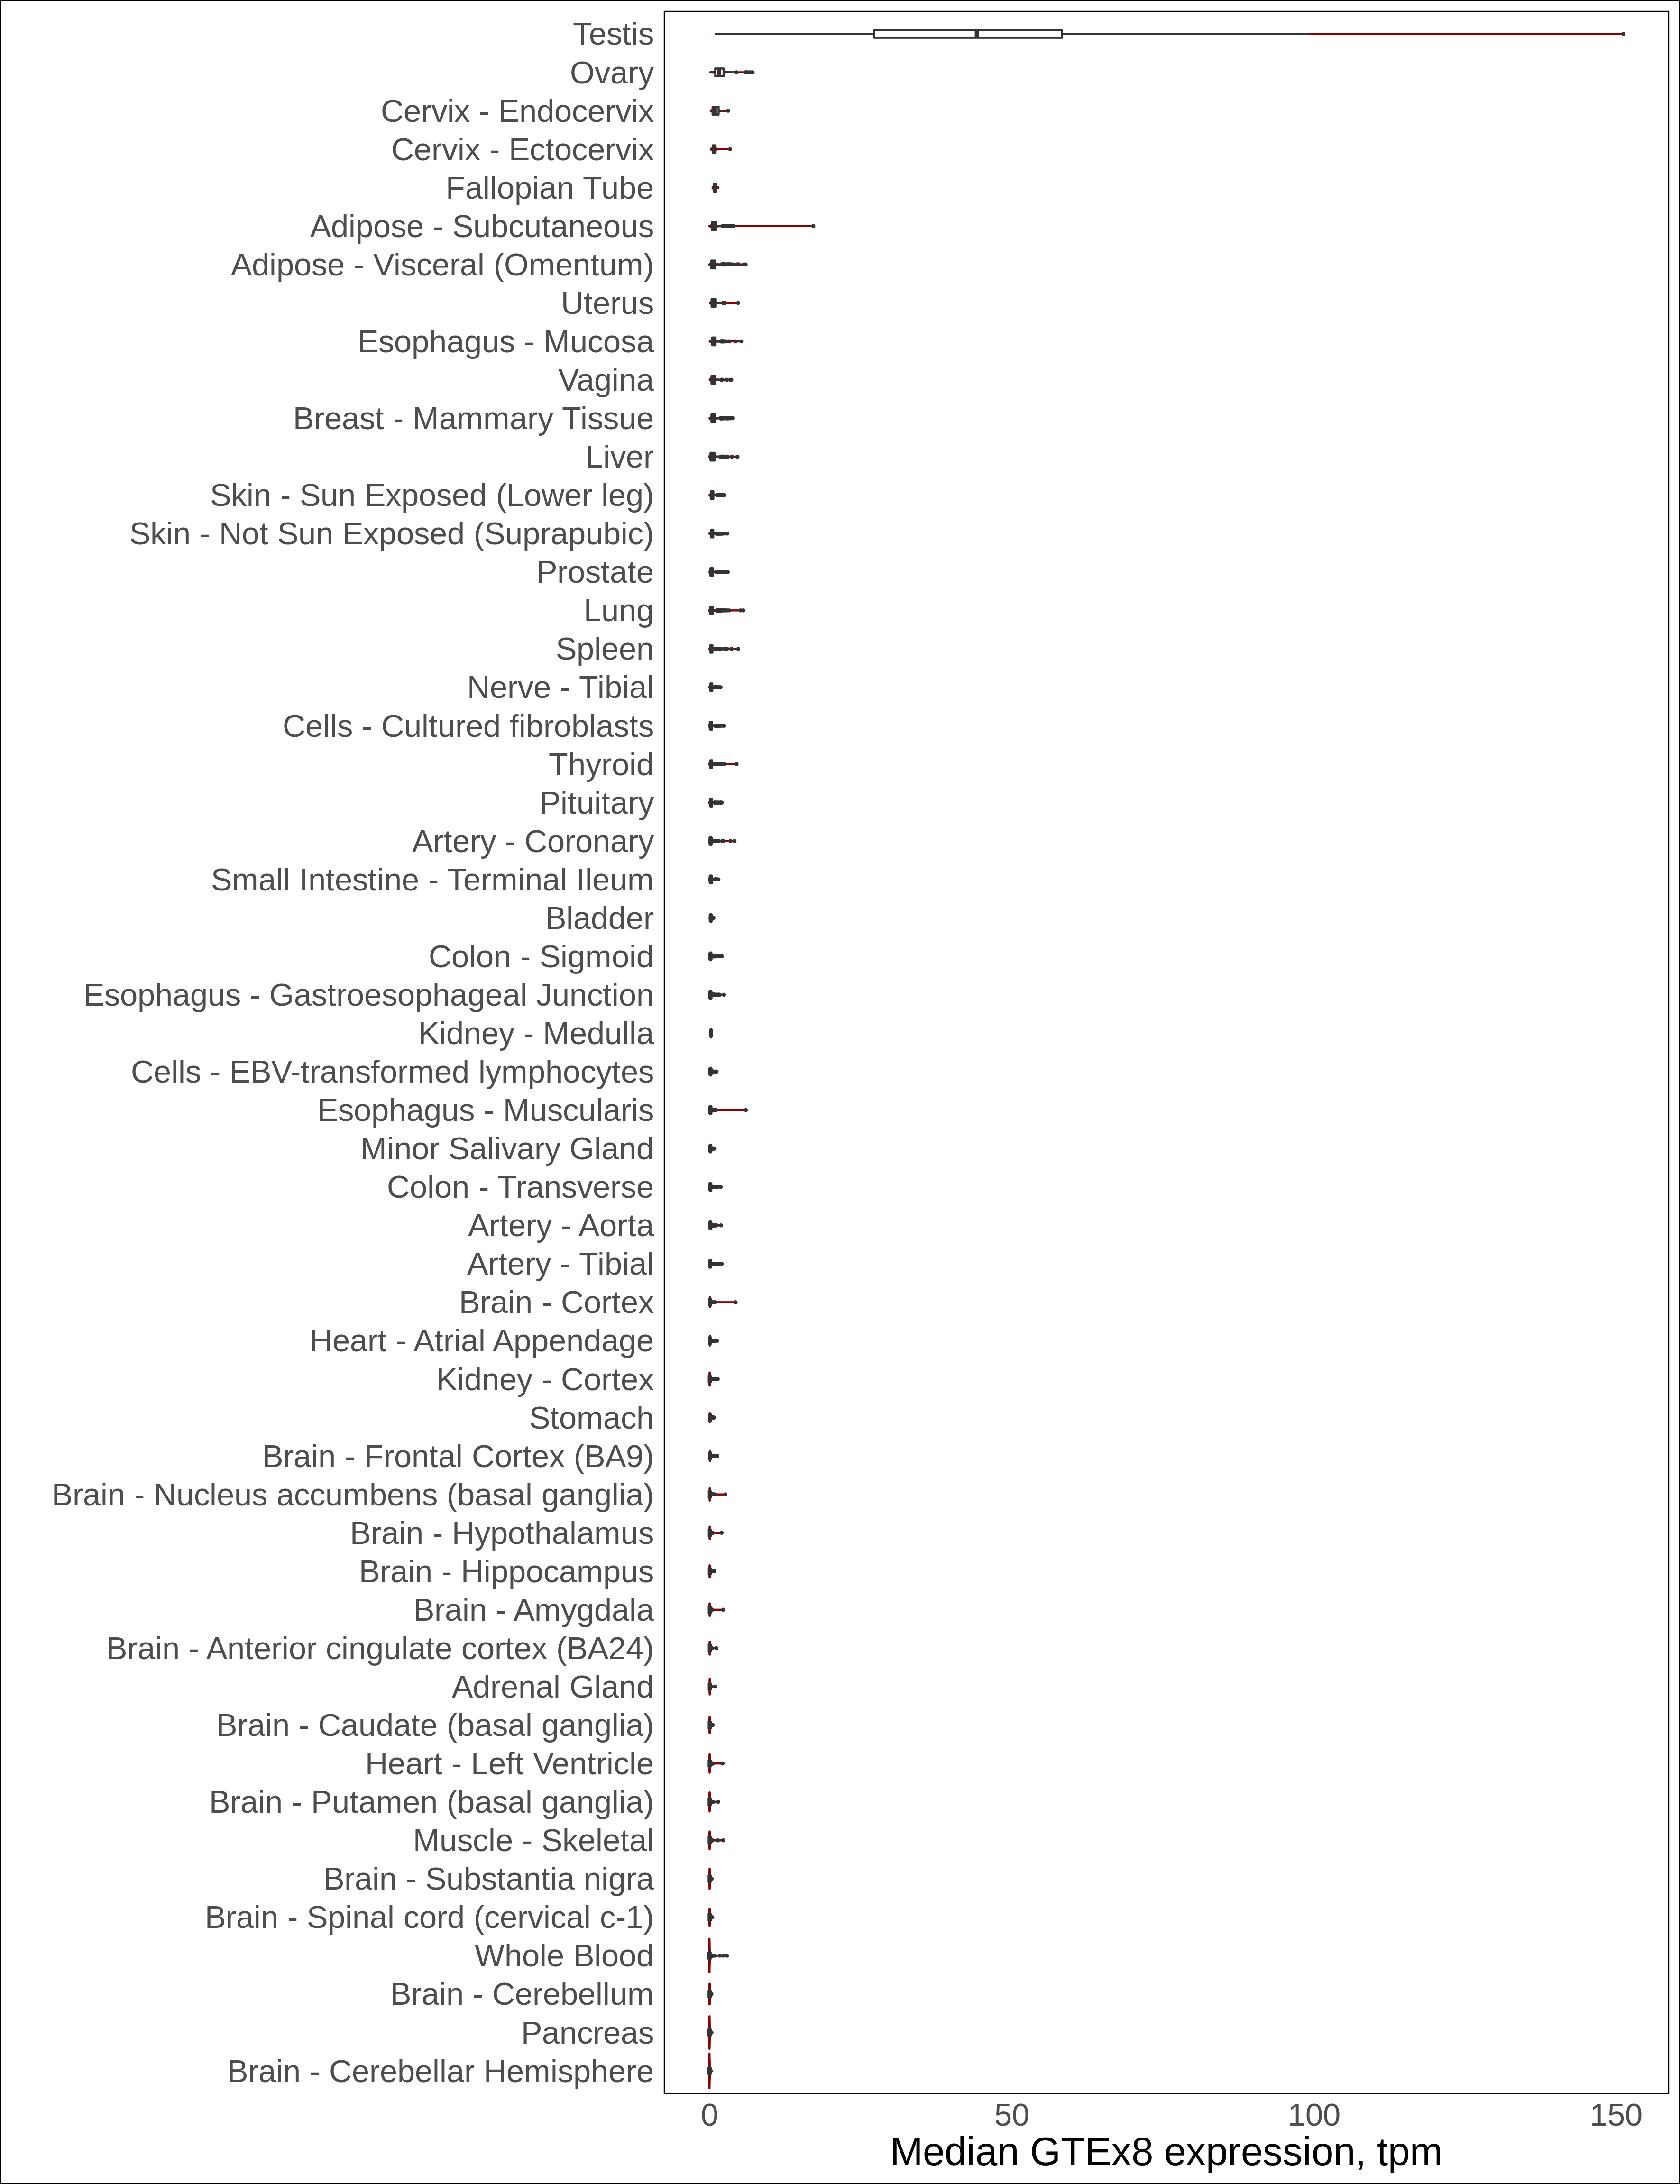 Testis
Ovary
Cervix - Endocervix
Cervix - Ectocervix
Fallopian Tube
Adipose - Subcutaneous
Adipose - Visceral (Omentum)
Uterus
Esophagus - Mucosa
Vagina
Breast - Mammary Tissue
Liver
Skin - Sun Exposed (Lower leg)
Skin - Not Sun Exposed (Suprapubic)
Prostate
Lung
Spleen
Nerve - Tibial
Cells - Cultured fibroblasts
Thyroid
Pituitary
Artery - Coronary
Small Intestine - Terminal Ileum
Bladder
Colon - Sigmoid
Esophagus - Gastroesophageal Junction
Kidney - Medulla
Cells - EBV-transformed lymphocytes
Esophagus - Muscularis
Minor Salivary Gland
Colon - Transverse
Artery - Aorta
Artery - Tibial
Brain - Cortex
Heart - Atrial Appendage
Kidney - Cortex
Stomach
Brain - Frontal Cortex (BA9)
Brain - Nucleus accumbens (basal ganglia)
Brain - Hypothalamus
Brain - Hippocampus
Brain - Amygdala
Brain - Anterior cingulate cortex (BA24)
Adrenal Gland
Brain - Caudate (basal ganglia)
Heart - Left Ventricle
Brain - Putamen (basal ganglia)
Muscle - Skeletal
Brain - Substantia nigra
Brain - Spinal cord (cervical c-1)
Whole Blood
Brain - Cerebellum
Pancreas
Brain - Cerebellar Hemisphere
0 50 100 150
Median GTEx8 expression, tpm